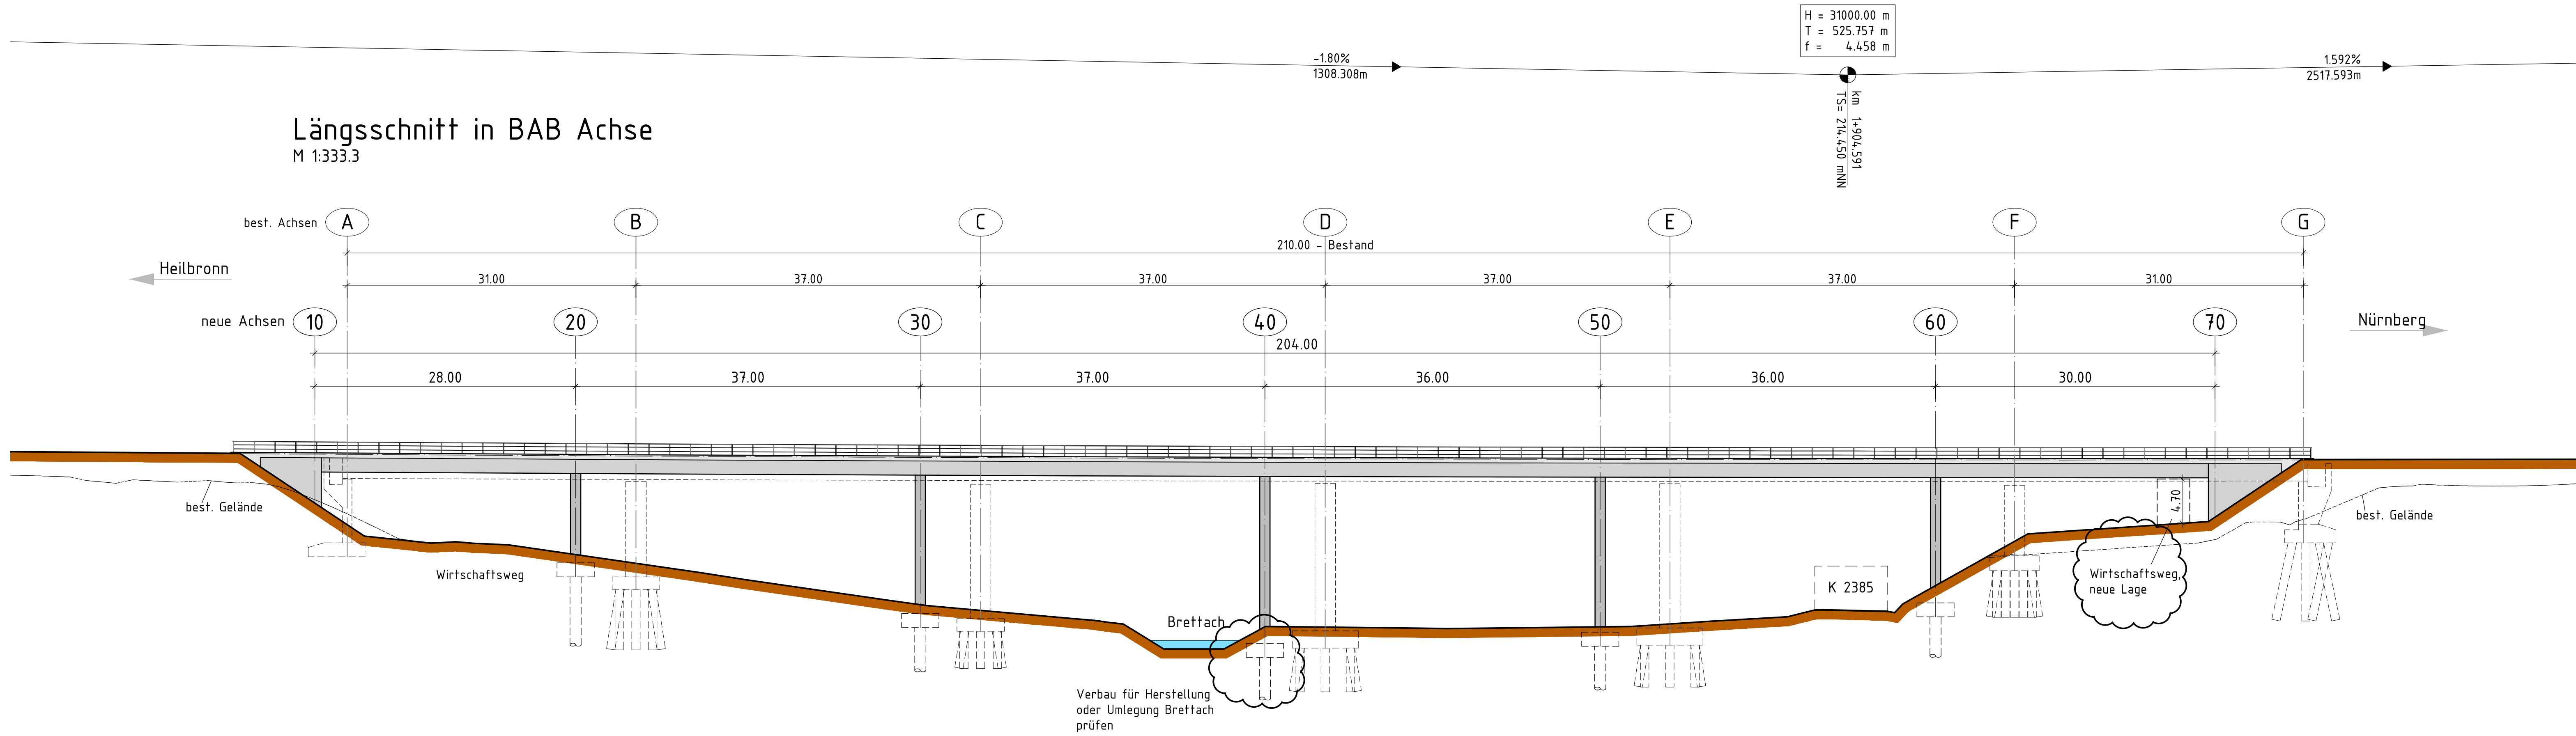 H = 31000.00 m
T = 525.757 m
f = 4.458 m
-1.80%
1308.308m
1.592%
2517.593m
km 1+904.591
TS= 214.450 mNN
Längsschnitt in BAB Achse
M 1:333.3
best. Achsen A B C D E F G
210.00 - Bestand
Heilbronn
31.00 37.00 37.00 37.00 37.00 31.00
neue Achsen 10 20 30 40 50 60 70
Nürnberg
204.00
28.00 37.00 37.00 36.00 36.00 30.00
best. Gelände
4.70
best. Gelände
Wirtschaftsweg
K 2385
Wirtschaftsweg,
neue Lage
Brettach
Verbau für Herstellung
oder Umlegung Brettach
prüfen